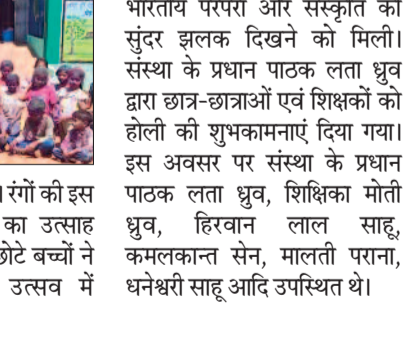 । रंगों की इस
का उत्साह
छोटे बच्चों ने
उत्सव में
भारतीय परंपरा और संस्कृति की
सुंदर झलक दिखने को मिली।
संस्था के प्रधान पाठक लता ध्रुव
द्वारा छात्र-छात्राओं एवं शिक्षकों को
होली की शुभकामनाएं दिया गया।
इस अवसर पर संस्था के प्रधान
पाठक लता ध्रुव, शिक्षिका मोती
ध्रुव, हिरवान लाल साहू,
कमलकान्त सेन, मालती पराना,
धनेश्वरी साहू आदि उपस्थित थे।